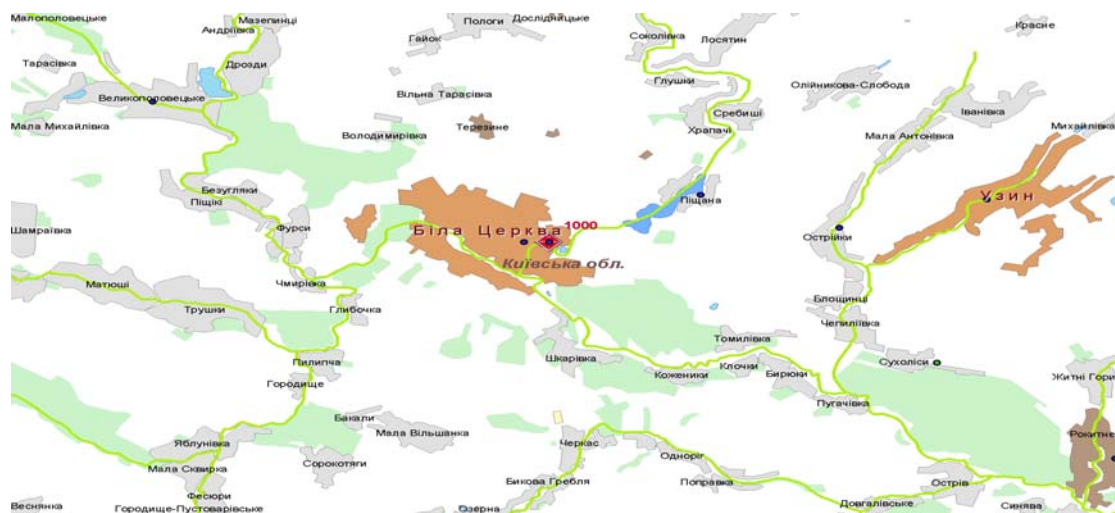 Малополовецьке
Мазепинці
Андріївка
Пологи
Дослідницьке
Гайок
Соколівка
Лосятин
Красне
Тарасівка
Дрозди
Глушки
Олійникова-Слобода
Великополовецьке
Вільна Тарасівка
Сребиші
Іванівка
Мала Михайлівка
Володимирівка
Терезине
Храпачі
Мала Антонівка
Михайлівка
Безугляки
Піщікі
Піщана
Узин
Шамраївка
Фурси
Біла Церква
1000
Острійки
Київська обл.
Матюші
Чмирівка
Трушки
Глибочка
Блощинці
Чепиліївка
Томилівка
Пилипча
Шкарівка
Клочки
Сухоліси
Городище
Коженики
Бирюки
Житні Гори
Пугачівка
Бакали
Мала Вільшанка
Яблунівка
Черкас
Рокитне
Мала Сквирка
Сорокотяги
Одноріг
Фесюри
Бикова Гребля
Поправка
Острів
Веснянка
Городище-Пустоварівське
Озерна
Довгалівське
Синява